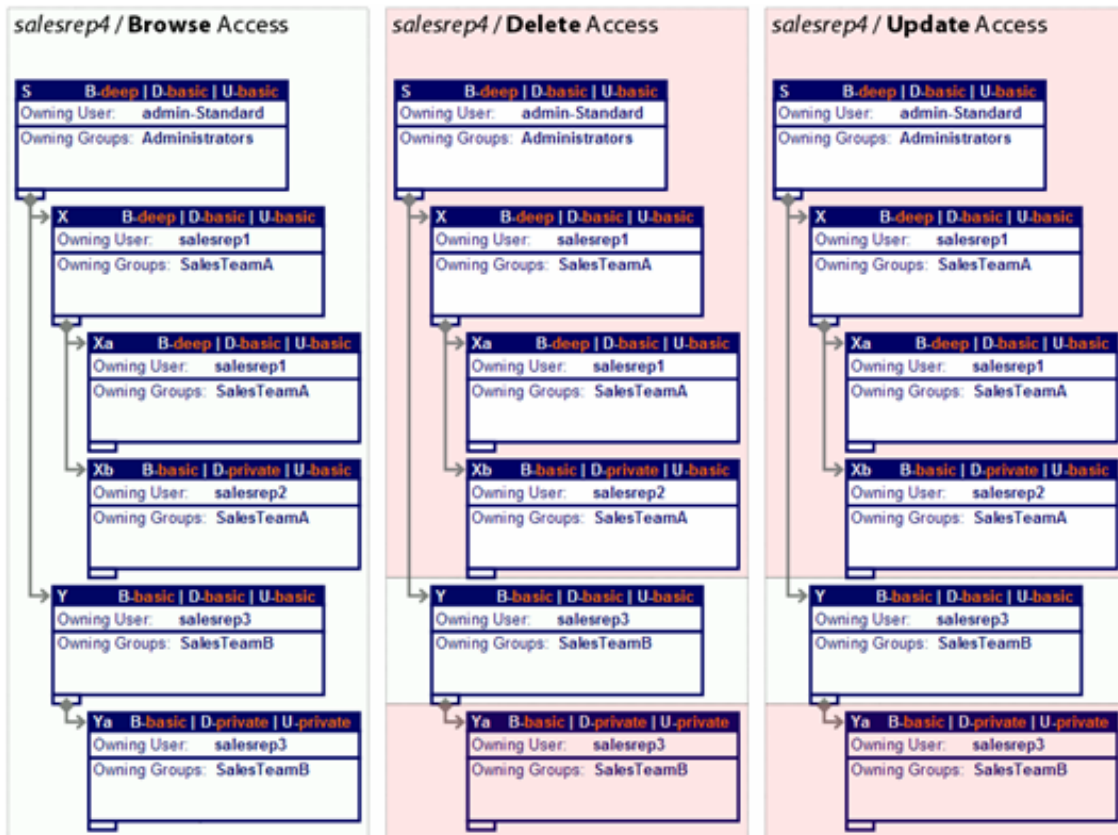 salesrep4 / Browse Access
S B-deep | D-basic | U-basic
Owning User: admin-Standard
Owning Groups: Administrators
X B-deep | D-basic | U-basic
Owning User: salesrep1
Owning Groups: SalesTeamA
Xa B-deep | D-basic | U-basic
Owning User: salesrep1
Owning Groups: SalesTeamA
Xb B-basic | D-private | U-basic
Owning User: salesrep2
Owning Groups: SalesTeamA
Y B-basic | D-basic | U-basic
Owning User: salesrep3
Owning Groups: SalesTeamB
Ya B-basic | D-private | U-private
Owning User: salesrep3
Owning Groups: SalesTeamB
salesrep4 / Delete Access
S B-deep | D-basic | U-basic
Owning User: admin-Standard
Owning Groups: Administrators
X B-deep | D-basic | U-basic
Owning User: salesrep1
Owning Groups: SalesTeamA
Xa B-deep | D-basic | U-basic
Owning User: salesrep1
Owning Groups: SalesTeamA
Xb B-basic | D-private | U-basic
Owning User: salesrep2
Owning Groups: SalesTeamA
Y B-basic | D-basic | U-basic
Owning User: salesrep3
Owning Groups: SalesTeamB
Ya B-basic | D-private | U-private
Owning User: salesrep3
Owning Groups: SalesTeamB
salesrep4 / Update Access
S B-deep | D-basic | U-basic
Owning User: admin-Standard
Owning Groups: Administrators
X B-deep | D-basic | U-basic
Owning User: salesrep1
Owning Groups: SalesTeamA
Xa B-deep | D-basic | U-basic
Owning User: salesrep1
Owning Groups: SalesTeamA
Xb B-basic | D-private | U-basic
Owning User: salesrep2
Owning Groups: SalesTeamA
Y B-basic | D-basic | U-basic
Owning User: salesrep3
Owning Groups: SalesTeamB
Ya B-basic | D-private | U-private
Owning User: salesrep3
Owning Groups: SalesTeamB